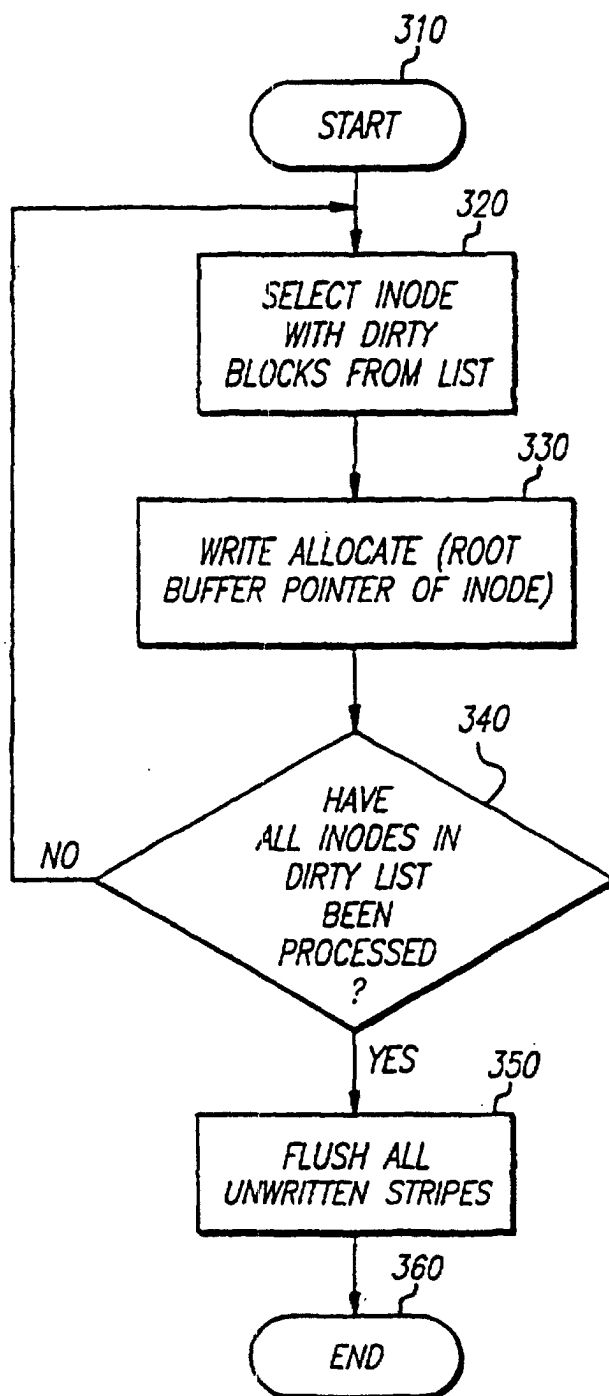 310
START
320
SELECT INODE
WITH DIRTY
BLOCKS FROM LIST
330
WRITE ALLOCATE (ROOT
BUFFER POINTER OF INODE)
340
HAVE
ALL INODES IN
DIRTY LIST
BEEN
PROCESSED
?
NO
YES
350
FLUSH ALL
UNWRITTEN STRIPES
360
END